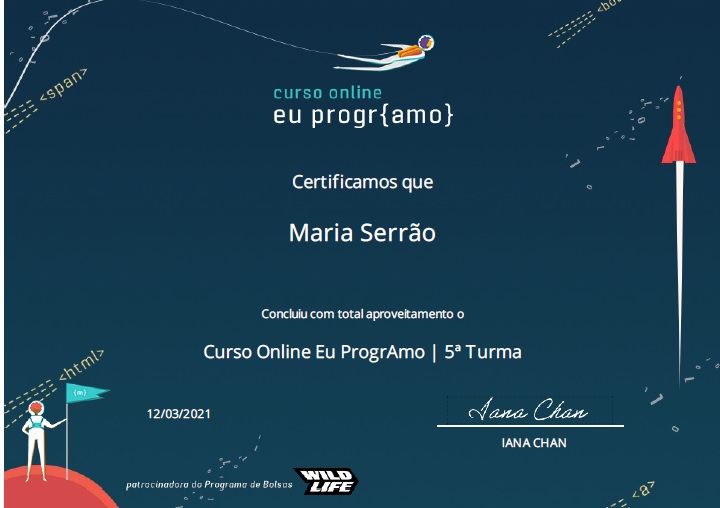 <bo
<span>
curso online
eu progr{amo}
Certificamos que
Maria Serrão
Concluiu com total aproveitamento o
Curso Online Eu ProgrAmo | 5ª Turma
<html>
{m}
12/03/2021
Iana Chan
IANA CHAN
patrocinadora do Programa de Bolsas
WILD
LIFE
<a>